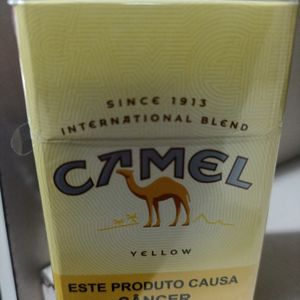 SINCE 1913
INTERNATIONAL BLEND
CAMEL
YELLOW
ESTE PRODUTO CAUSA
CÂNCER